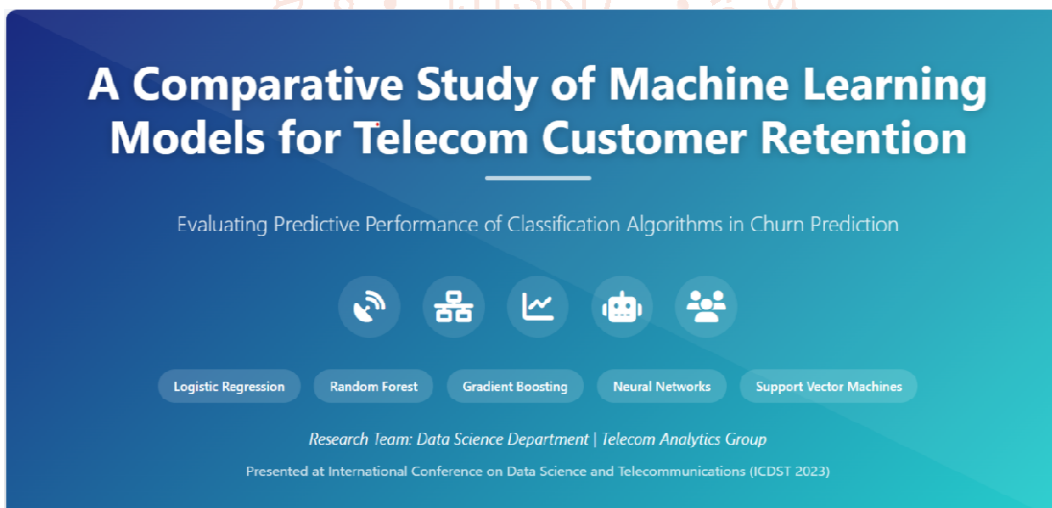 A Comparative Study of Machine Learning
Models for Telecom Customer Retention
Evaluating Predictive Performance of Classification Algorithms in Churn Prediction
Logistic Regression
Random Forest
Gradient Boosting
Neural Networks
Support Vector Machines
Research Team: Data Science Department | Telecom Analytics Group
Presented at International Conference on Data Science and Telecommunications (ICDST 2023)